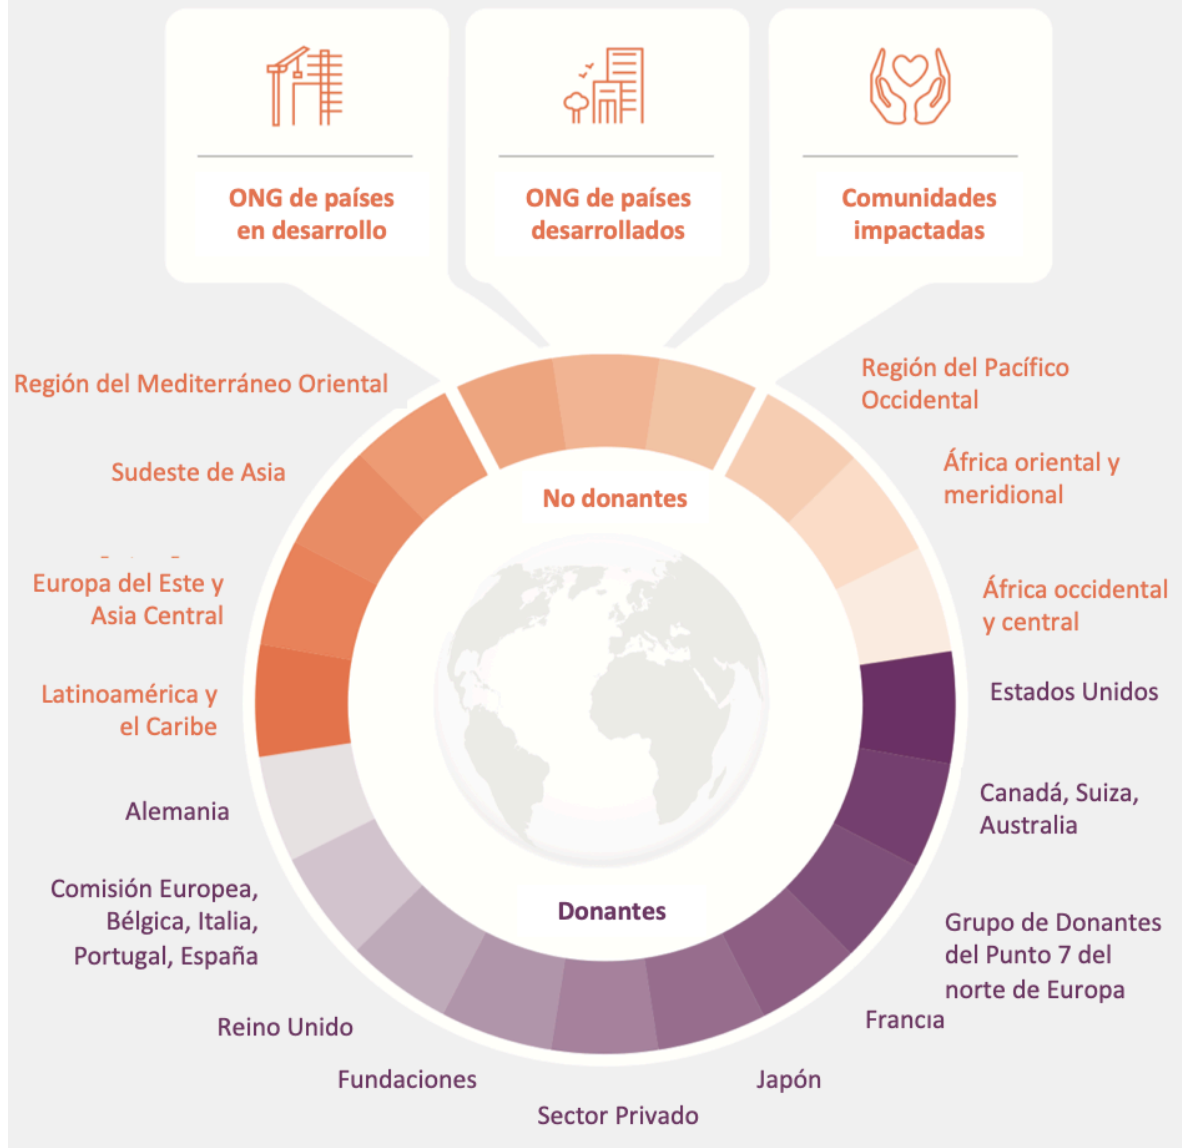 ONG de países
en desarrollo
ONG de países
desarrollados
Comunidades
impactadas
Región del Mediterráneo Oriental
Sudeste de Asia
Europa del Este y
Asia Central
Latinoamérica y
el Caribe
Región del Pacífico
Occidental
África oriental y
meridional
África occidental
y central
No donantes
Donantes
Estados Unidos
Canadá, Suiza,
Australia
Grupo de Donantes
del Punto 7 del
norte de Europa
Francia
Japón
Sector Privado
Fundaciones
Reino Unido
Comisión Europea,
Bélgica, Italia,
Portugal, España
Alemania